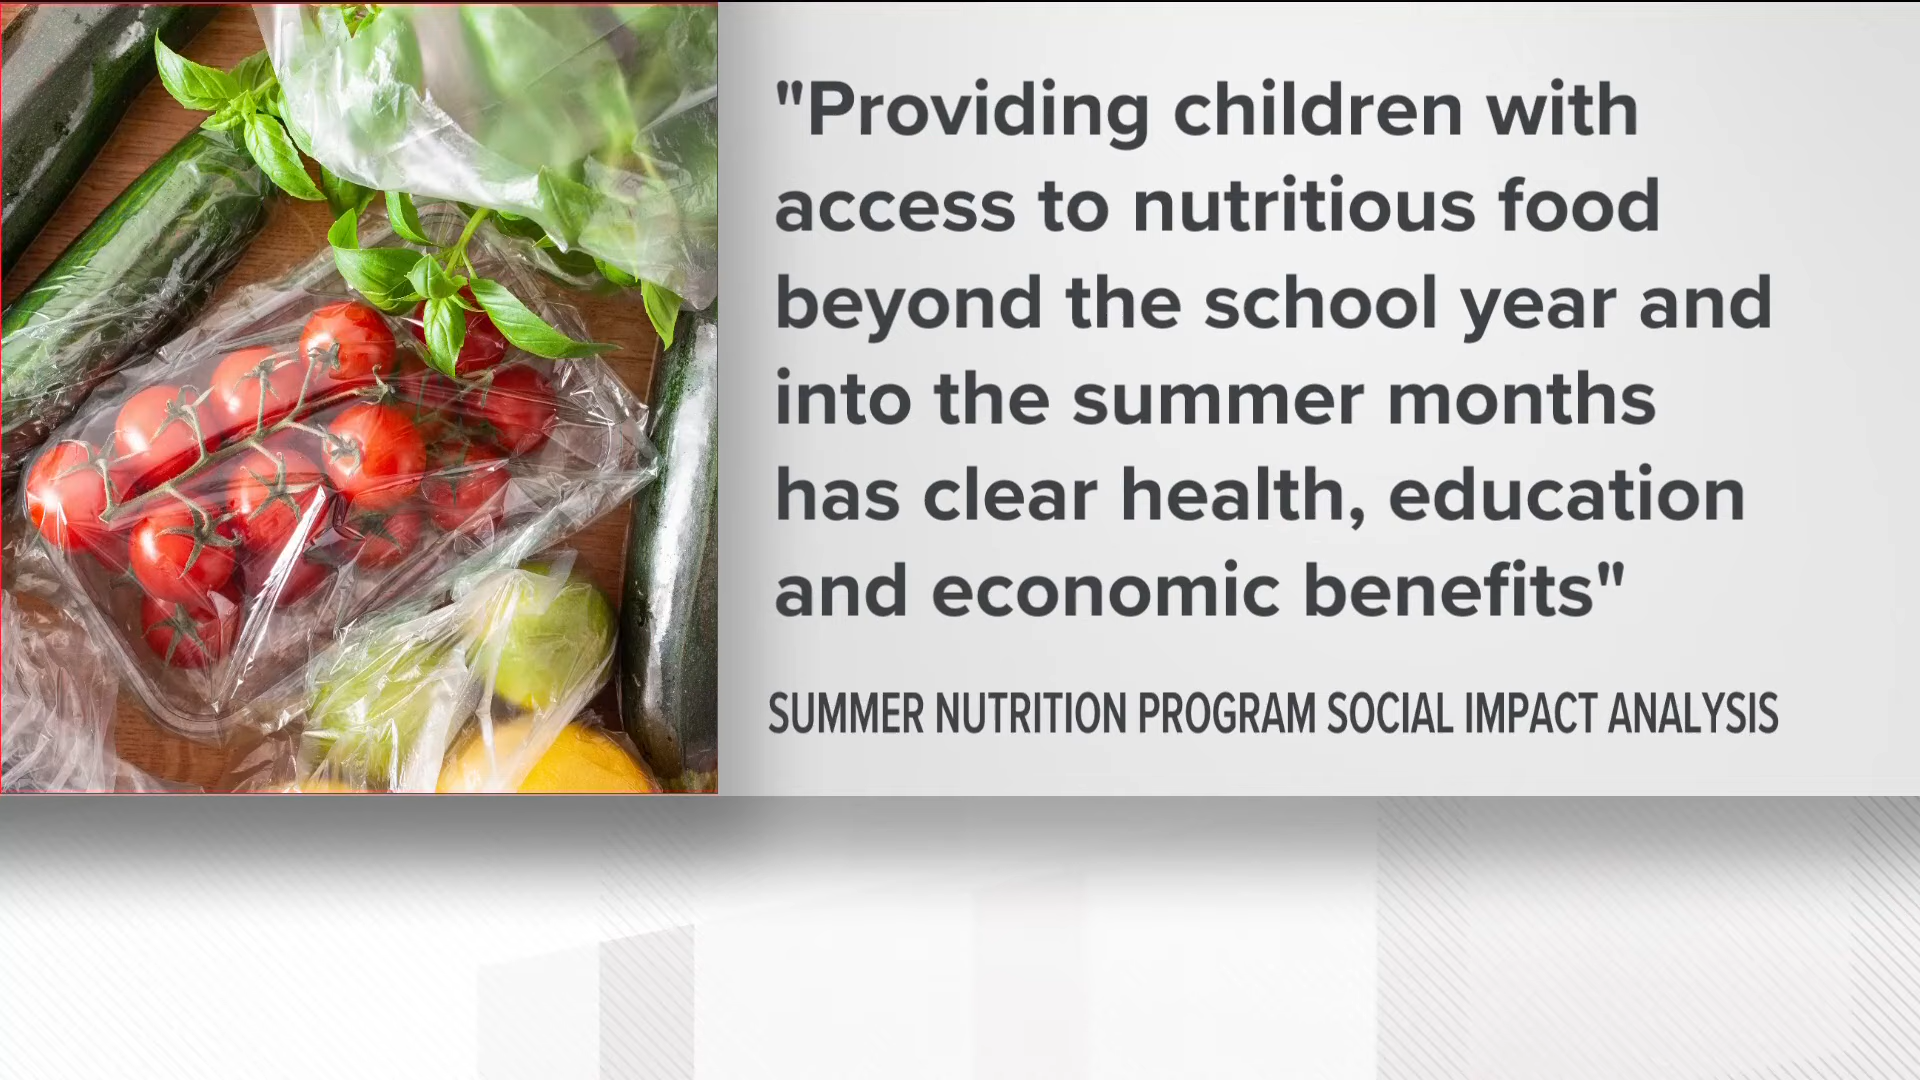 "Providing children with
access to nutritious food
beyond the school year and
into the summer months
has clear health, education
and economic benefits"
SUMMER NUTRITION PROGRAM SOCIAL IMPACT ANALYSIS